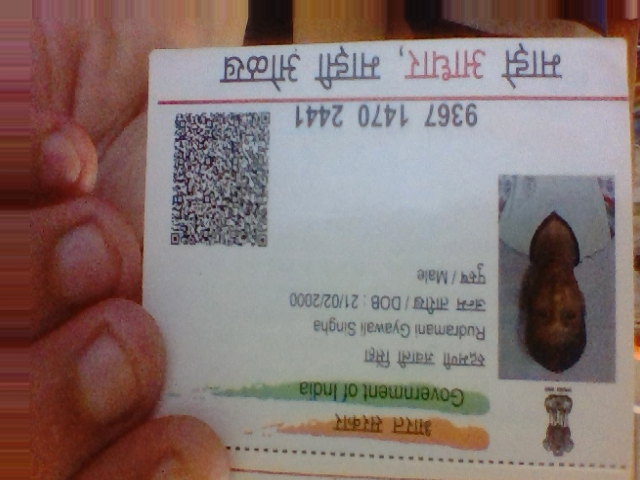 भारत सरकार
Government of India
रुद्रमणी ज्ञवाली सिंहा
Rudramani Gyawali Singha
जन्म तारीख / DOB : 21/02/2000
पुरुष / Male
9367 1470 2441
माझे आधार, माझी ओळख